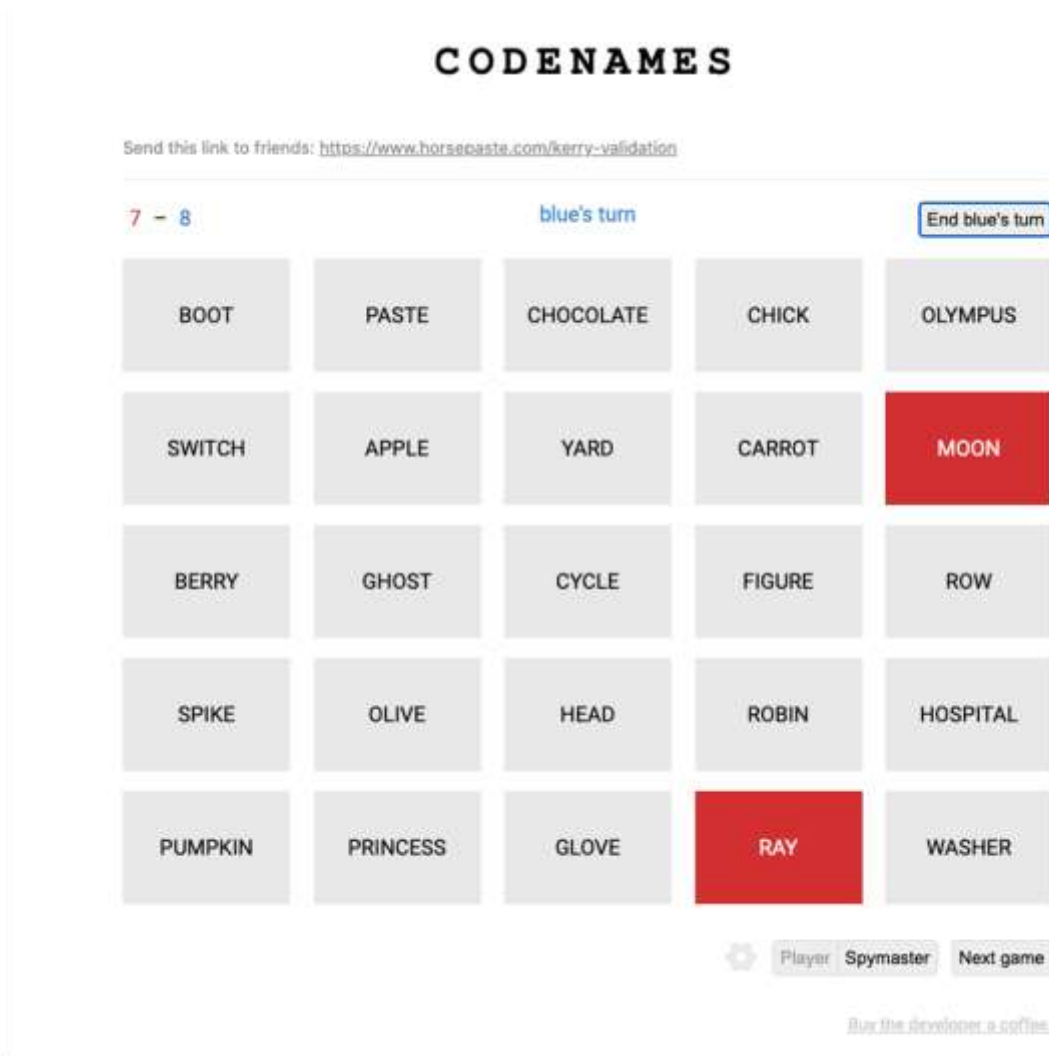 CODENAMES
Send this link to friends: https://www.horsepaste.com/kerry-validation
7 – 8 blue's turn End blue's turn
BOOT PASTE CHOCOLATE CHICK OLYMPUS
SWITCH APPLE YARD CARROT MOON
BERRY GHOST CYCLE FIGURE ROW
SPIKE OLIVE HEAD ROBIN HOSPITAL
PUMPKIN PRINCESS GLOVE RAY WASHER
Player Spymaster Next game
Buy the developer a coffee